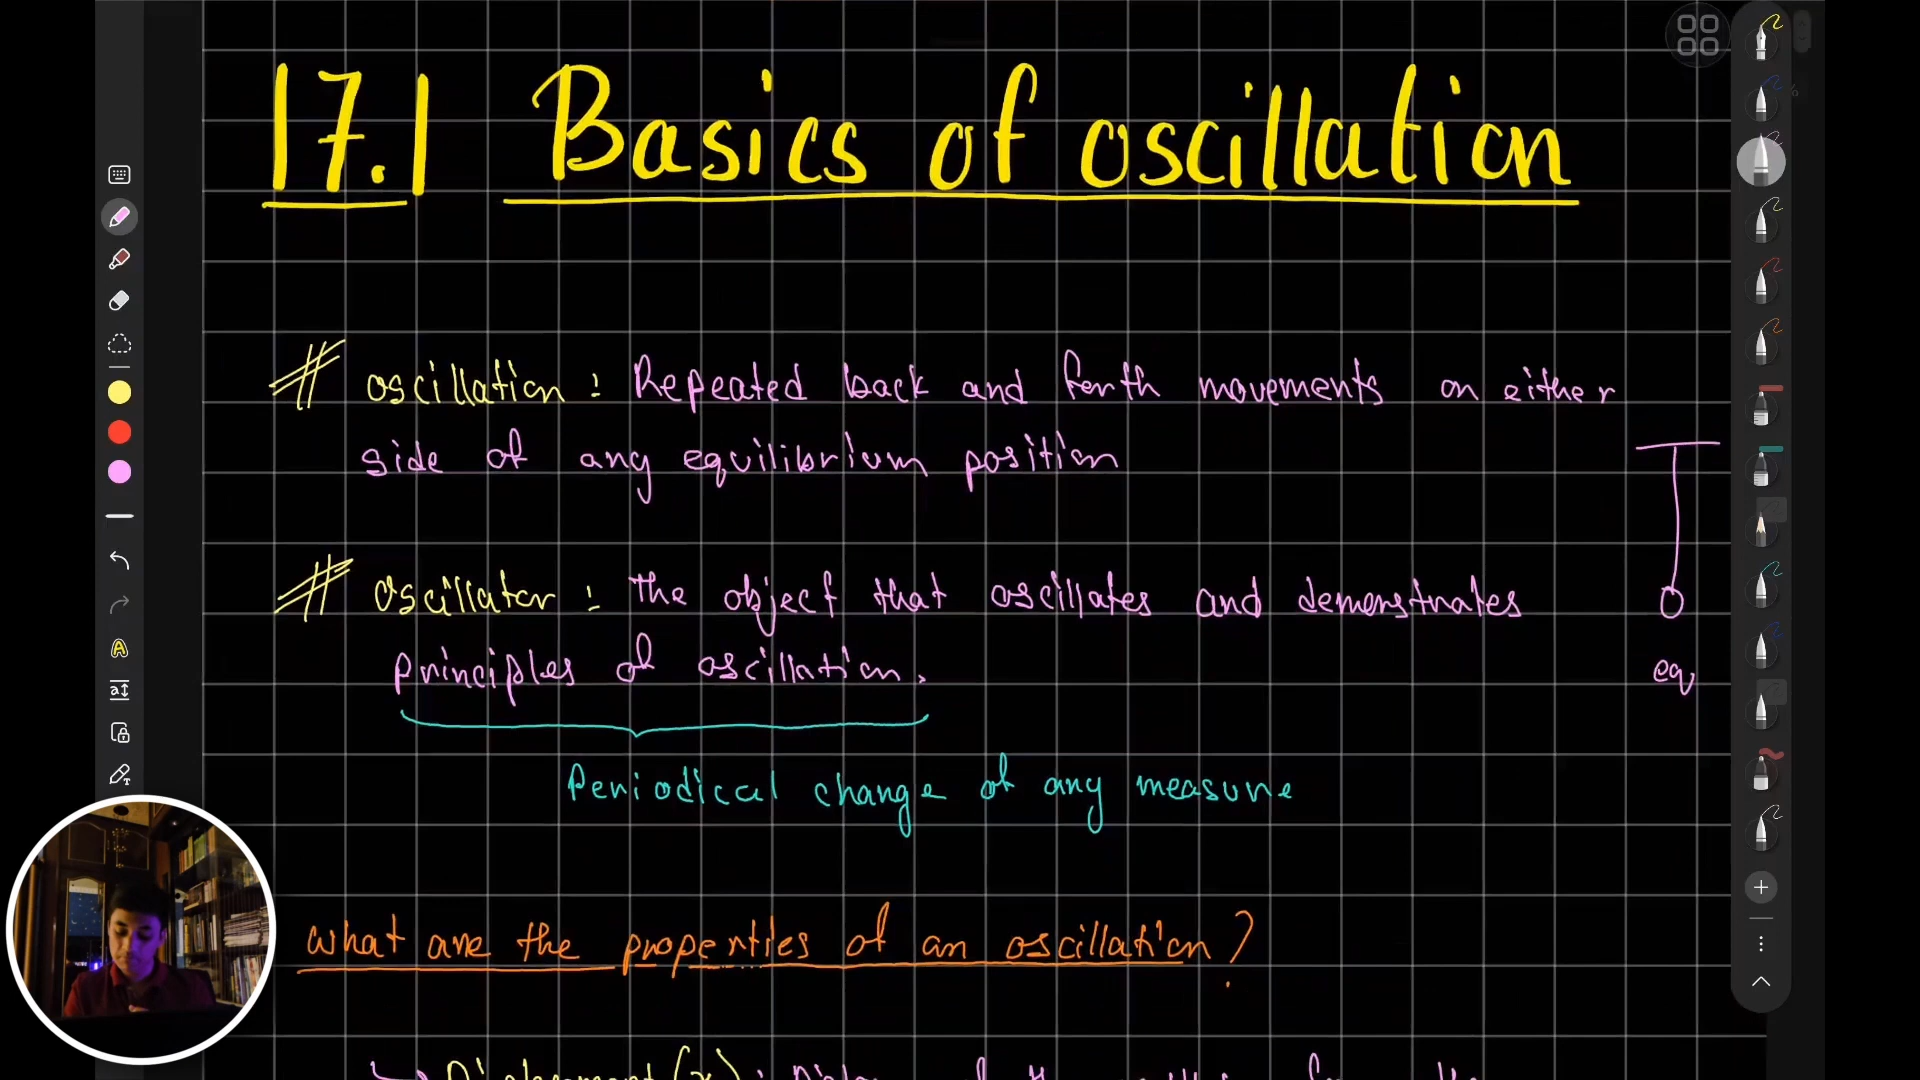 17.1 Basics of oscillation
# oscillation : Repeated back and forth movements on either
side of any equilibrium position
# oscillator : the object that oscillates and demonstrates
principles of oscillation.
eq
Periodical change of any measure
what are the properties of an oscillation ?
Displacement (x) :